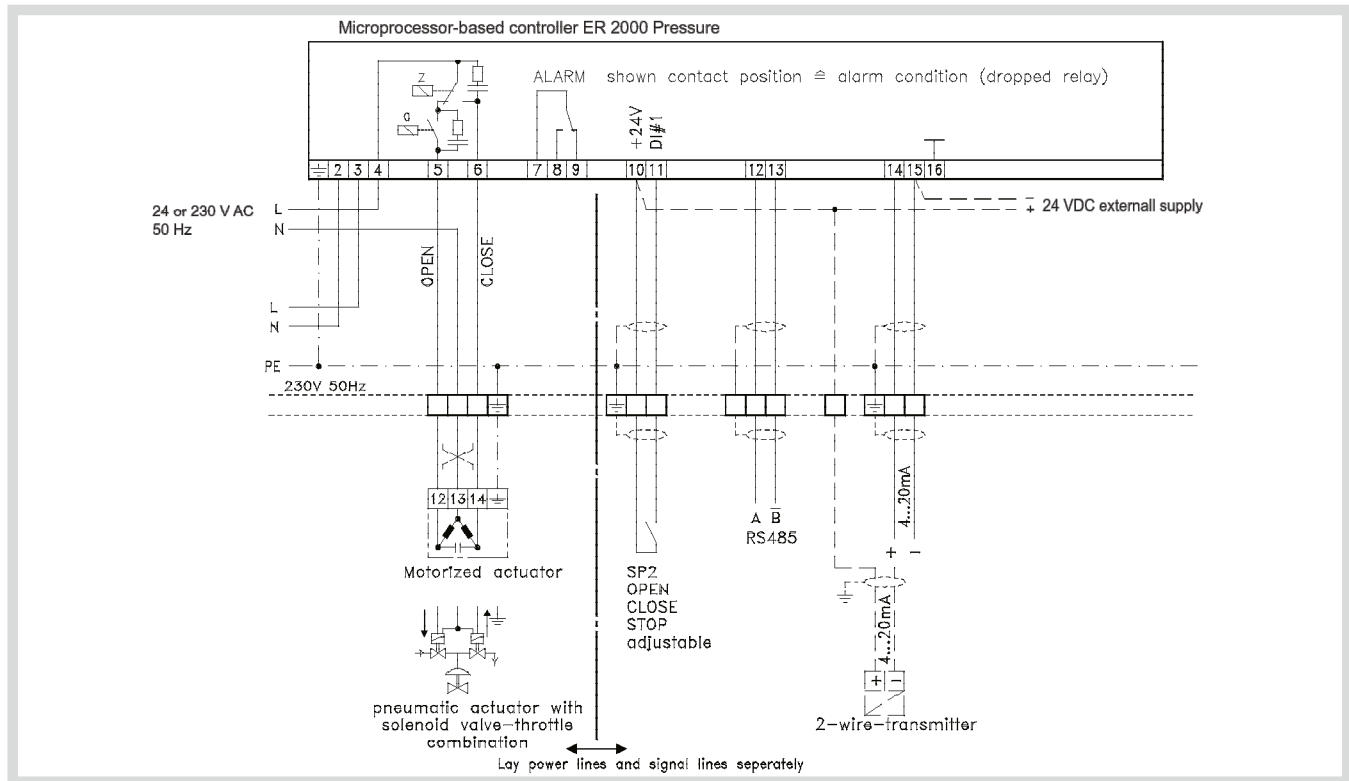 Microprocessor-based controller ER 2000 Pressure
ALARM shown contact position ≙ alarm condition (dropped relay)
Z
Q
+24V
DI#1
2 3 4 5 6 7 8 9 10 11 12 13 14 15 16
24 or 230 V AC
50 Hz
L
N
OPEN
CLOSE
24 VDC externall supply
− 
+
L
N
PE
230V 50Hz
12 13 14
Motorized actuator
SP2
OPEN
CLOSE
STOP
adjustable
A B̅
RS485
4...20mA
+ −
4...20mA
+ −
2-wire-transmitter
pneumatic actuator with
solenoid valve-throttle
combination
Lay power lines and signal lines seperately